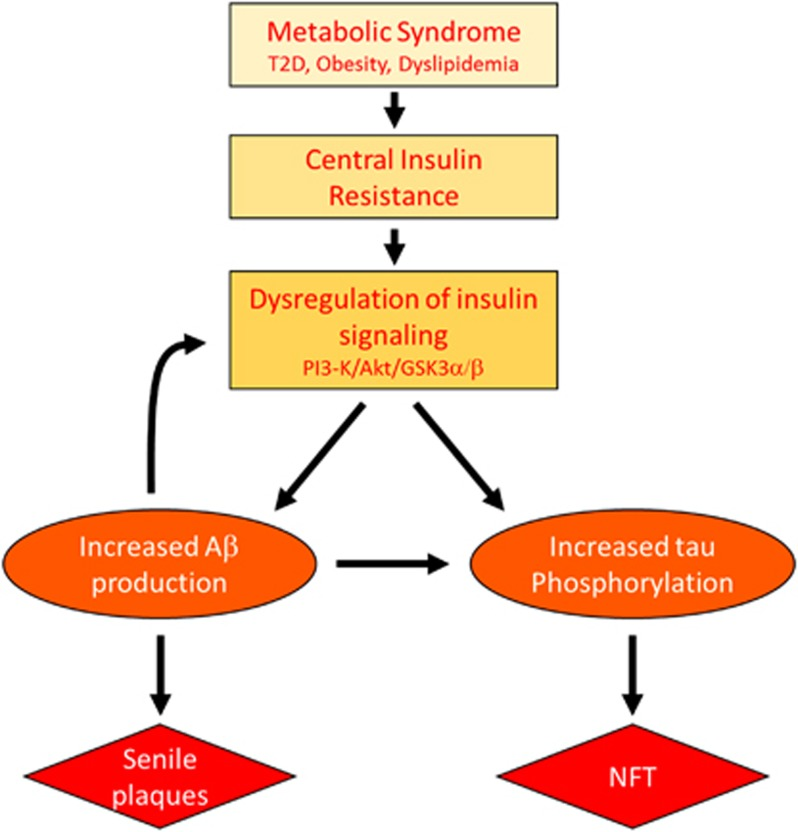 Metabolic Syndrome
T2D, Obesity, Dyslipidemia
Central Insulin
Resistance
Dysregulation of insulin
signaling
PI3-K/Akt/GSK3α/β
Increased Aβ
production
Increased tau
Phosphorylation
Senile
plaques
NFT